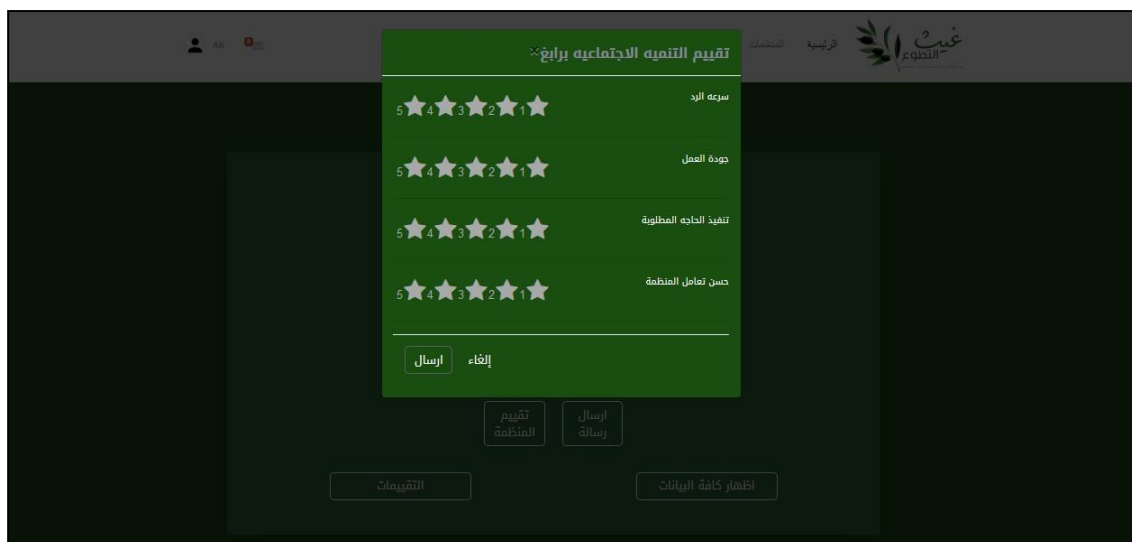 غيث التطوع
الرئيسية
المنظمات
Ali
تقييم التنميه الاجتماعيه برابغ
×
سرعه الرد
1 2 3 4 5
جودة العمل
1 2 3 4 5
تنفيذ الحاجه المطلوبة
1 2 3 4 5
حسن تعامل المنظمة
1 2 3 4 5
إلغاء
ارسال
ارسال
رسالة
تقييم
المنظمة
اظهار كافة البيانات
التقييمات